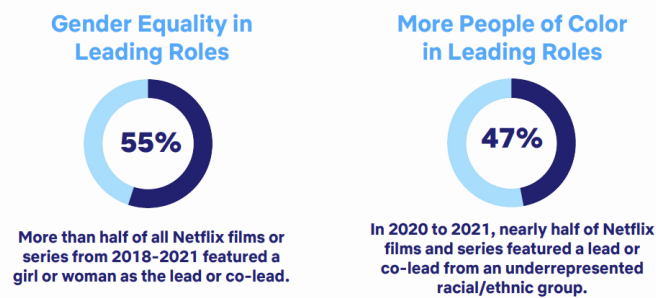 Gender Equality in
Leading Roles
55%
More than half of all Netflix films or
series from 2018-2021 featured a
girl or woman as the lead or co-lead.
More People of Color
in Leading Roles
47%
In 2020 to 2021, nearly half of Netflix
films and series featured a lead or
co-lead from an underrepresented
racial/ethnic group.